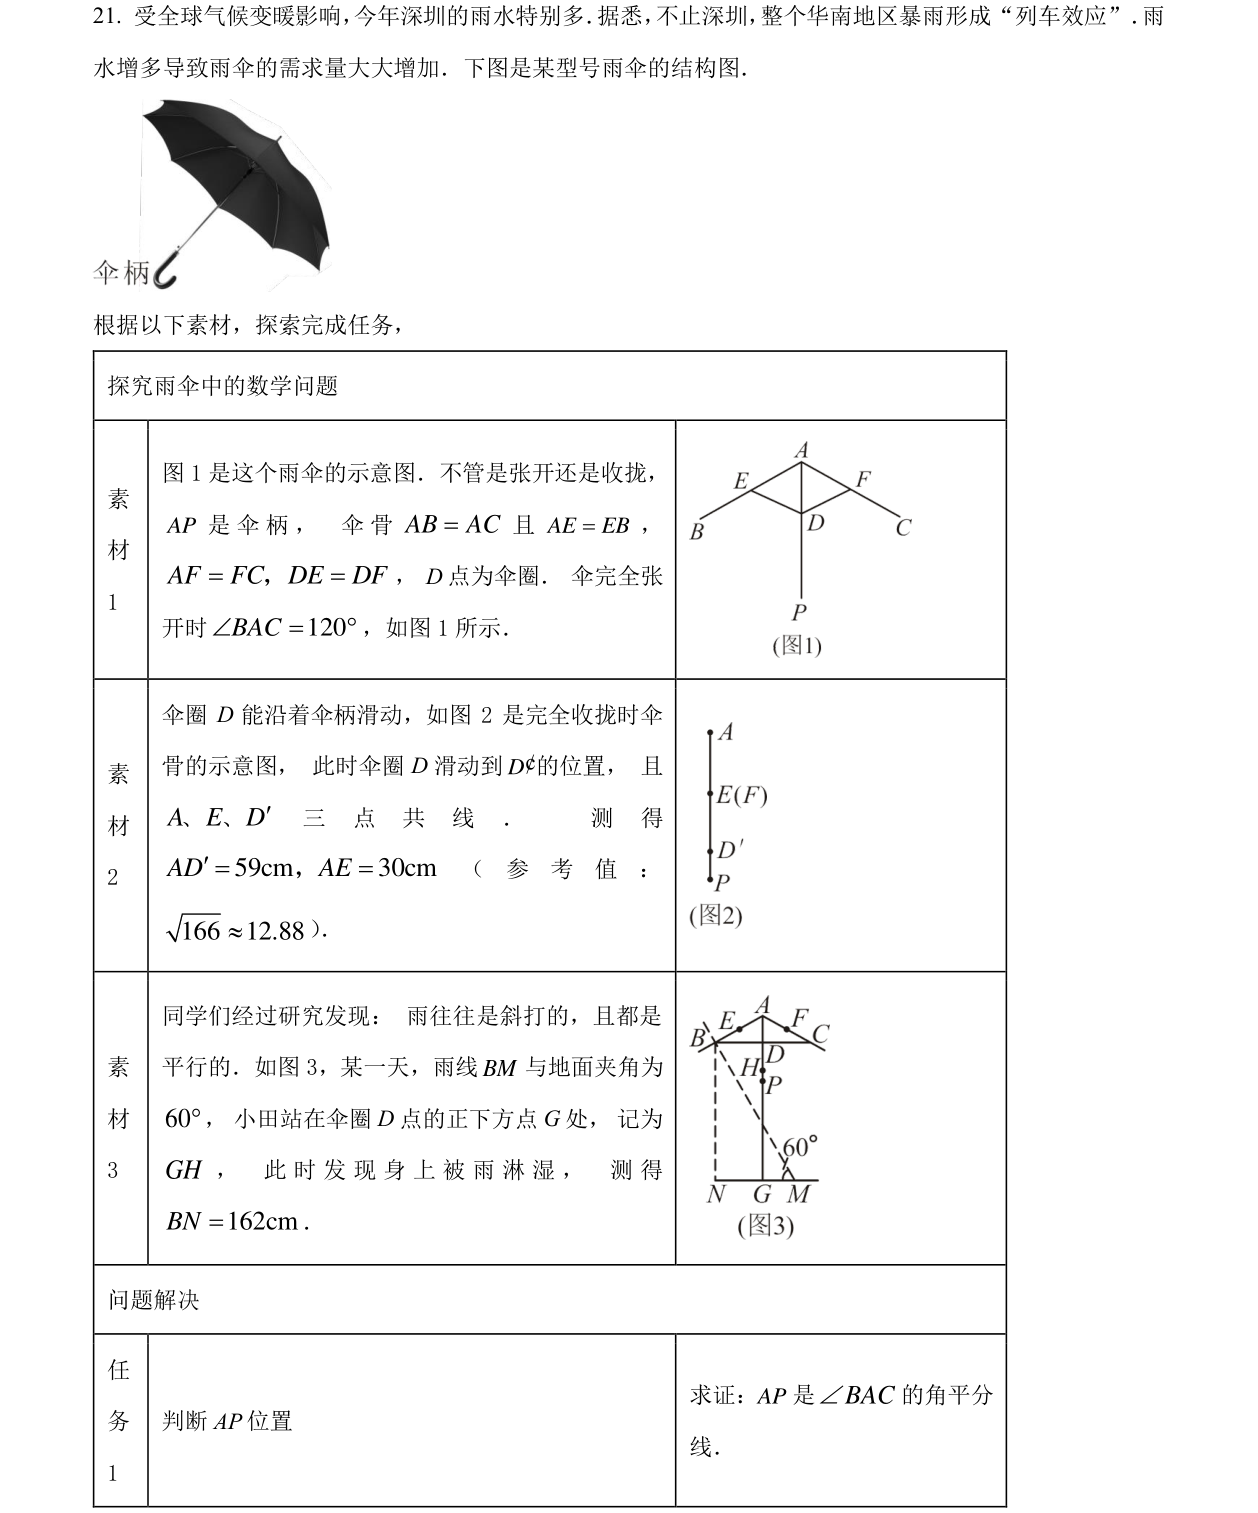 21. 受全球气候变暖影响,今年深圳的雨水特别多.据悉,不止深圳,整个华南地区暴雨形成“列车效应”.雨
水增多导致雨伞的需求量大大增加. 下图是某型号雨伞的结构图.
伞柄
根据以下素材, 探索完成任务,
探究雨伞中的数学问题
素材1
图 1 是这个雨伞的示意图. 不管是张开还是收拢,
AP 是伞柄, 伞骨 AB = AC 且 AE = EB ,
AF = FC, DE = DF , D 点为伞圈. 伞完全张
开时 ∠BAC = 120° , 如图 1 所示.
A
E
F
B
D
C
P
(图1)
素材2
伞圈 D 能沿着伞柄滑动, 如图 2 是完全收拢时伞
骨的示意图, 此时伞圈 D 滑动到 D¢的位置, 且
A、E、D′ 三点共线. 测得
AD′ = 59cm, AE = 30cm (参考值:
√166 ≈ 12.88 ).
A
E(F)
D′
P
(图2)
素材3
同学们经过研究发现: 雨往往是斜打的, 且都是
平行的. 如图 3, 某一天, 雨线 BM 与地面夹角为
60°, 小田站在伞圈 D 点的正下方点 G 处, 记为
GH , 此时发现身上被雨淋湿, 测得
BN = 162cm .
A
E
F
B
C
D
H
P
60°
N G M
(图3)
问题解决
任务1
判断 AP 位置
求证: AP 是 ∠BAC 的角平分
线.